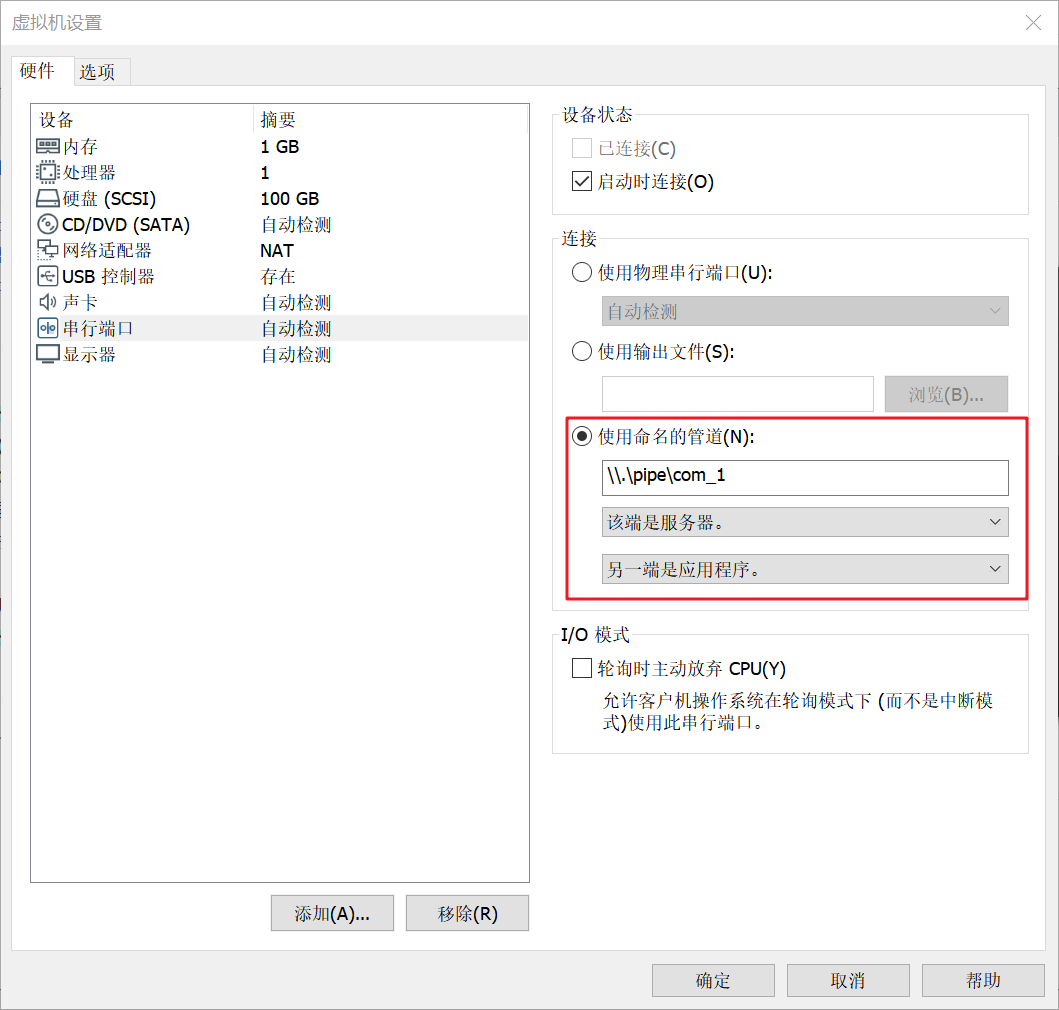 虚拟机设置
硬件 选项
设备 摘要
内存 1 GB
处理器 1
硬盘 (SCSI) 100 GB
CD/DVD (SATA) 自动检测
网络适配器 NAT
USB 控制器 存在
声卡 自动检测
串行端口 自动检测
显示器 自动检测
添加(A)... 移除(R)
设备状态
已连接(C)
启动时连接(O)
连接
使用物理串行端口(U):
自动检测
使用输出文件(S):
浏览(B)...
使用命名的管道(N):
\\.\pipe\com_1
该端是服务器。
另一端是应用程序。
I/O 模式
轮询时主动放弃 CPU(Y)
允许客户机操作系统在轮询模式下 (而不是中断模
式)使用此串行端口。
确定 取消 帮助